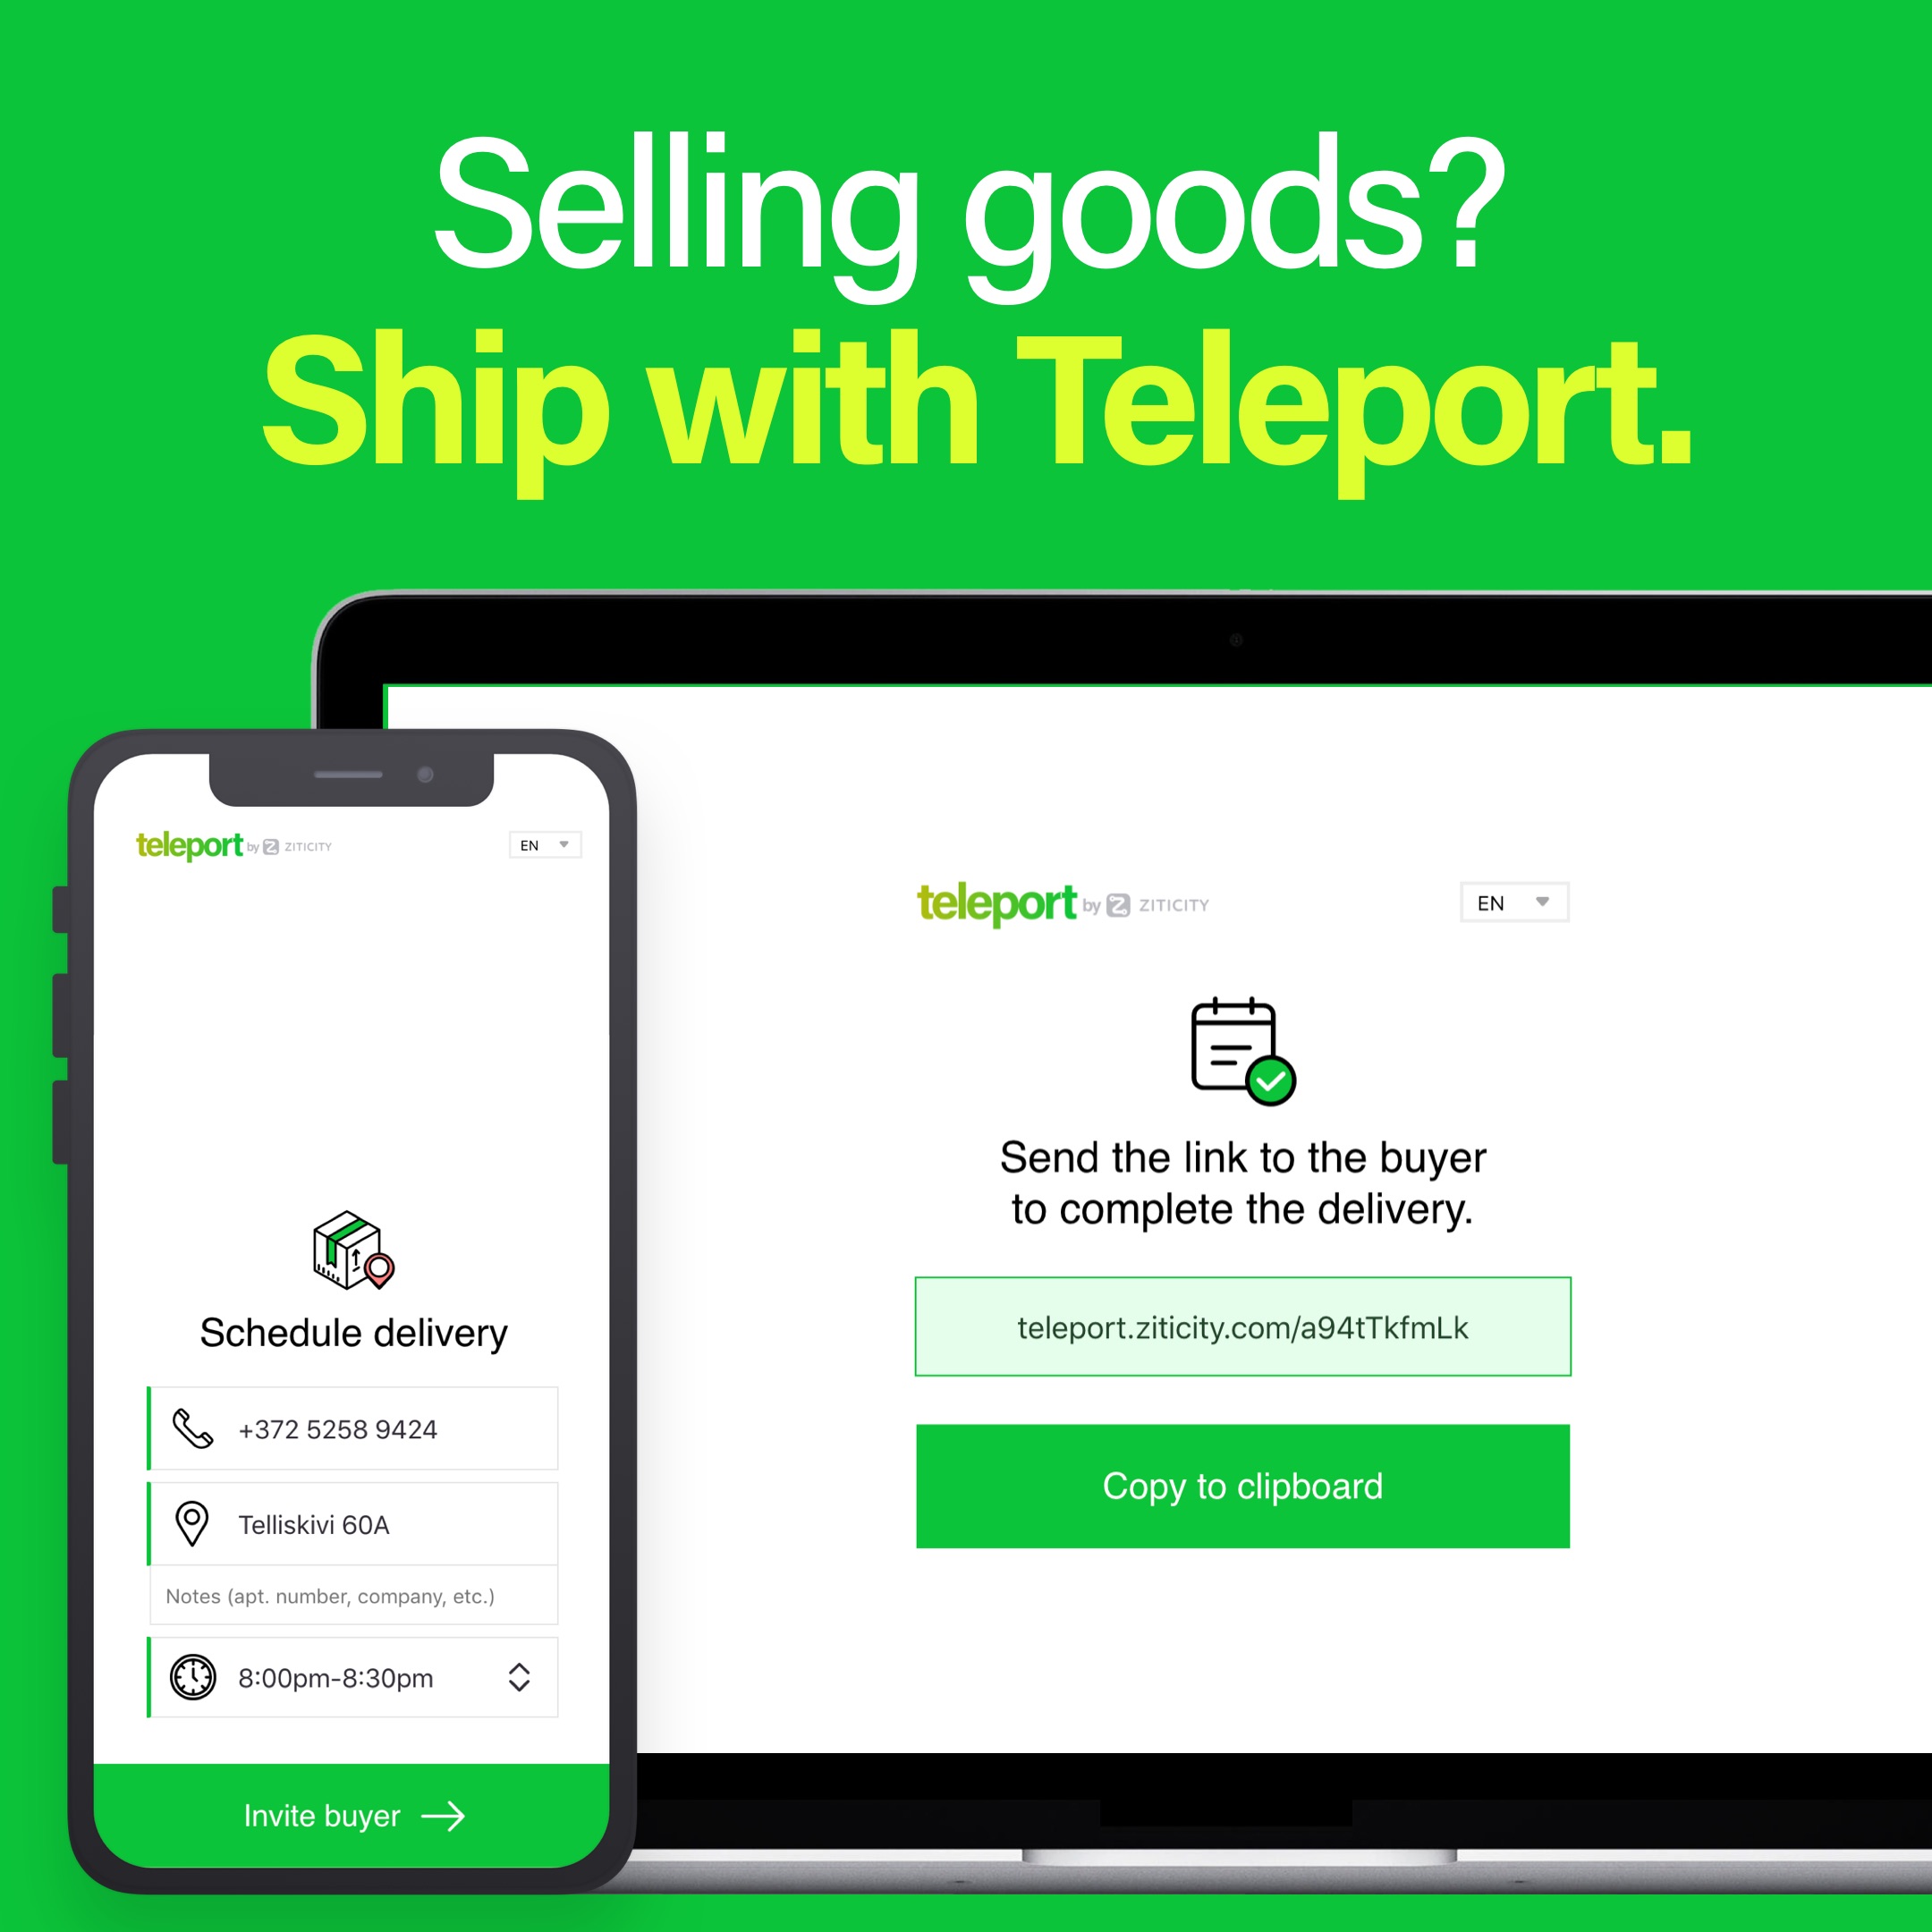 Selling goods?
Ship with Teleport.
teleport by ZITICITY
EN
Schedule delivery
+372 5258 9424
Telliskivi 60A
Notes (apt. number, company, etc.)
8:00pm-8:30pm
Invite buyer
teleport by ZITICITY
EN
Send the link to the buyer
to complete the delivery.
teleport.ziticity.com/a94tTkfmLk
Copy to clipboard